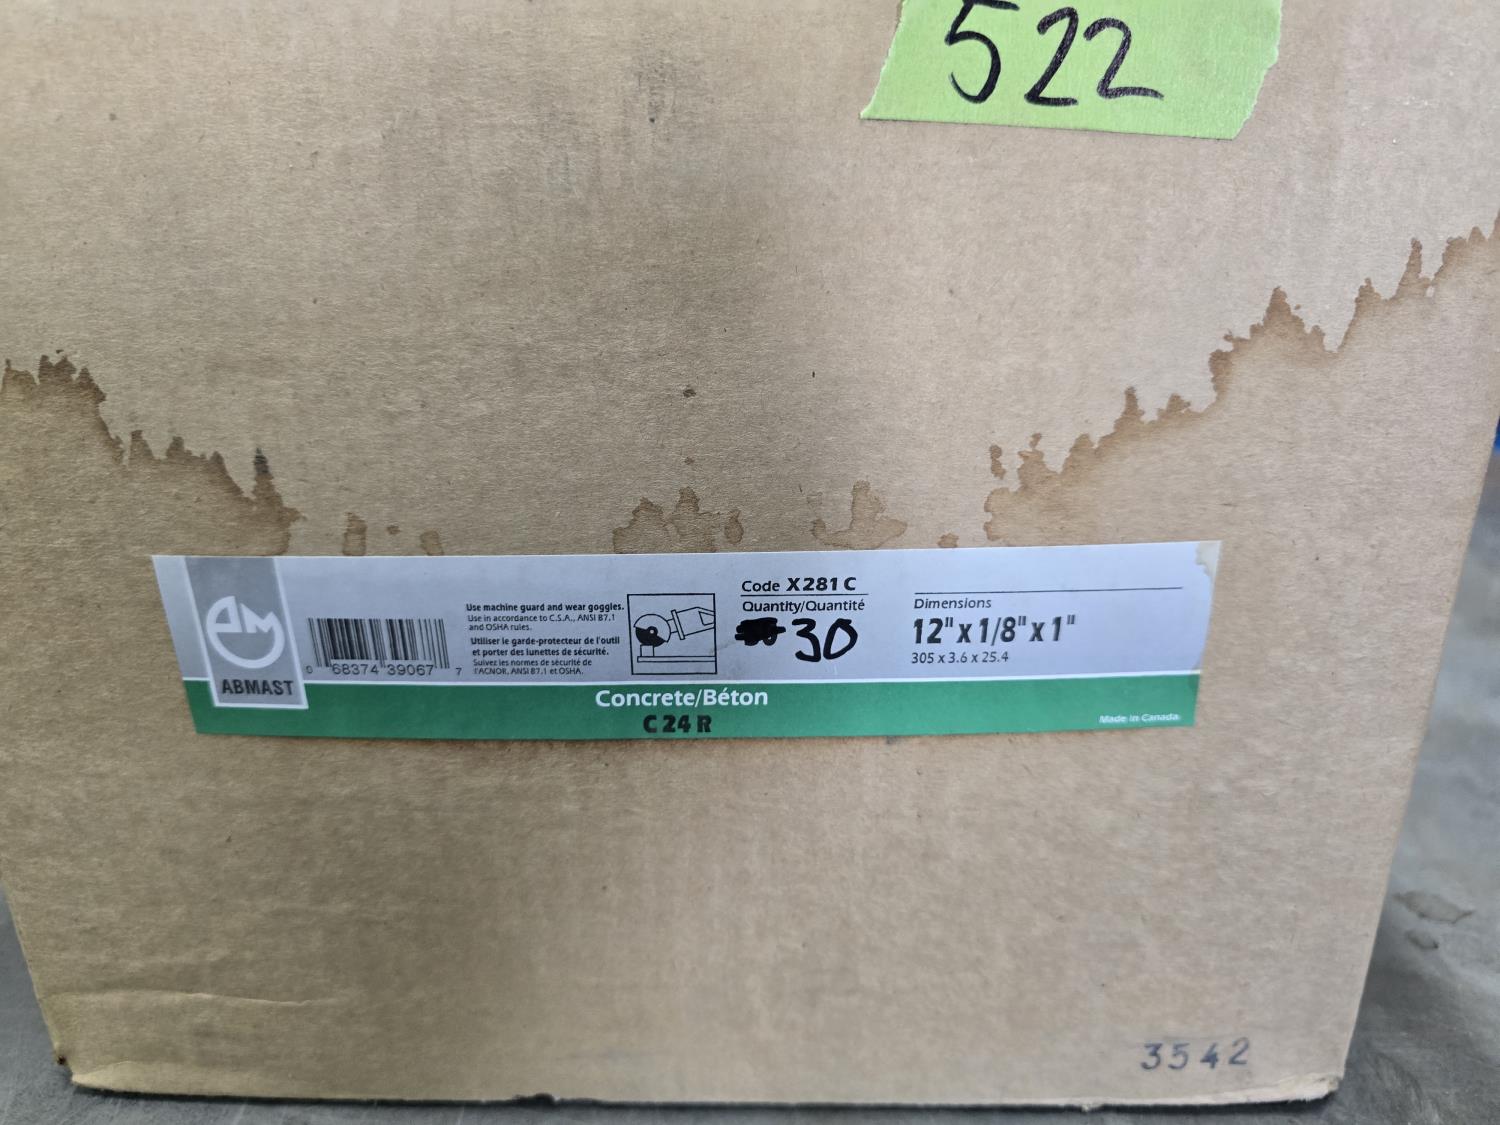 522
ABMAST
0 68374 39067 7
Use machine guard and wear goggles.
Use in accordance to C.S.A., ANSI B7.1
and OSHA rules.
Utiliser le garde-protecteur de l'outil
et porter des lunettes de sécurité.
Suivez les normes de sécurité de
l'ACNOR, ANSI B7.1 et OSHA.
Code X281C
Quantity/Quantité
30
Dimensions
12" x 1/8" x 1"
305 x 3.6 x 25.4
Concrete/Béton
C 24 R
Made in Canada.
3542